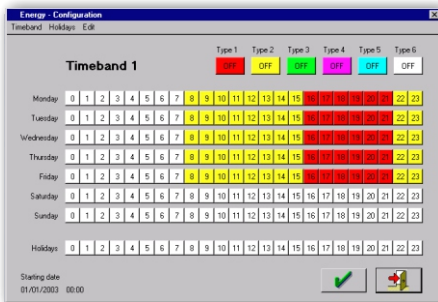 Energy - Configuration
Timeband Holidays Edit
Type 1 Type 2 Type 3 Type 4 Type 5 Type 6
Timeband 1 OFF OFF OFF OFF OFF OFF
Monday 0 1 2 3 4 5 6 7 8 9 10 11 12 13 14 15 16 17 18 19 20 21 22 23
Tuesday 0 1 2 3 4 5 6 7 8 9 10 11 12 13 14 15 16 17 18 19 20 21 22 23
Wednesday 0 1 2 3 4 5 6 7 8 9 10 11 12 13 14 15 16 17 18 19 20 21 22 23
Thursday 0 1 2 3 4 5 6 7 8 9 10 11 12 13 14 15 16 17 18 19 20 21 22 23
Friday 0 1 2 3 4 5 6 7 8 9 10 11 12 13 14 15 16 17 18 19 20 21 22 23
Saturday 0 1 2 3 4 5 6 7 8 9 10 11 12 13 14 15 16 17 18 19 20 21 22 23
Sunday 0 1 2 3 4 5 6 7 8 9 10 11 12 13 14 15 16 17 18 19 20 21 22 23
Holidays 0 1 2 3 4 5 6 7 8 9 10 11 12 13 14 15 16 17 18 19 20 21 22 23
Starting date
01/01/2003 00:00